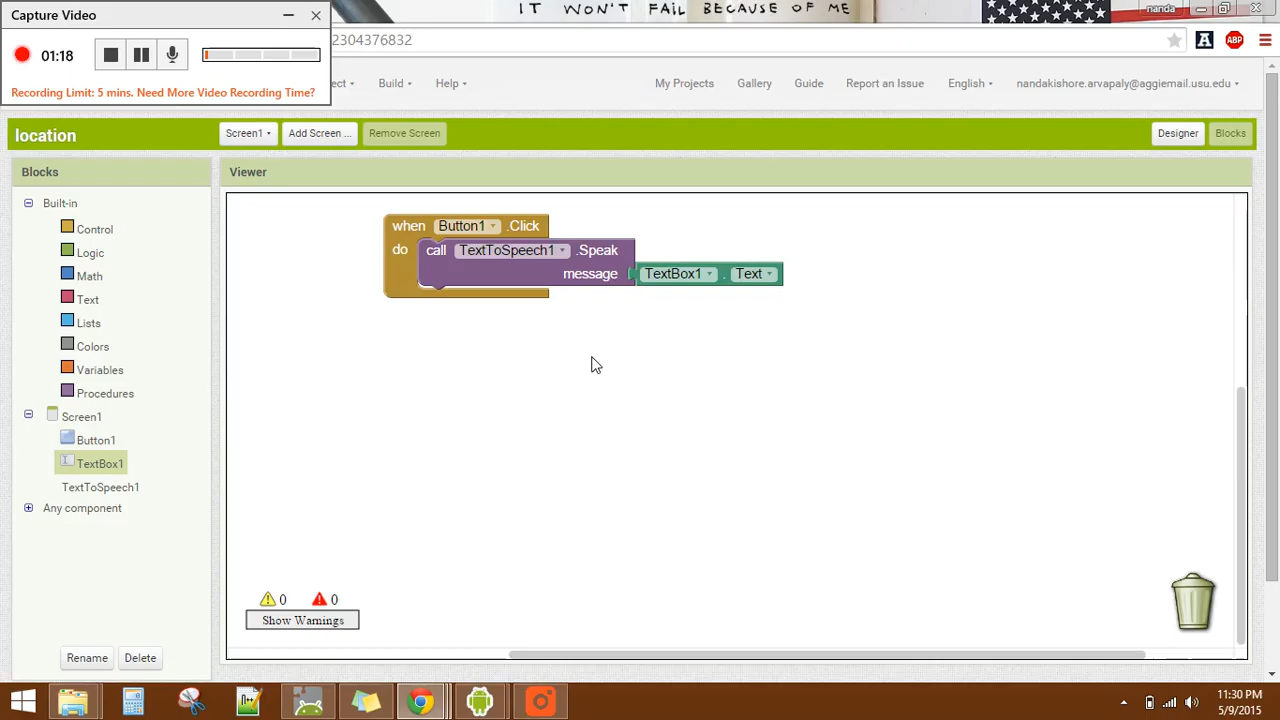 Capture Video
IT WON'T FAIL BECAUSE OF ME
nanda
01:18
2304376832
ABP
Recording Limit: 5 mins. Need More Video Recording Time?
Build
Help
My Projects
Gallery
Guide
Report an Issue
English
nandakishore.arvapaly@aggiemail.usu.edu
location
Screen1
Add Screen ...
Remove Screen
Designer
Blocks
Blocks
Viewer
Built-in
Control
Logic
Math
Text
Lists
Colors
Variables
Procedures
Screen1
Button1
TextBox1
TextToSpeech1
Any component
when Button1 .Click
do call TextToSpeech1 .Speak
message TextBox1 . Text
0 0
Show Warnings
Rename
Delete
11:30 PM
5/9/2015